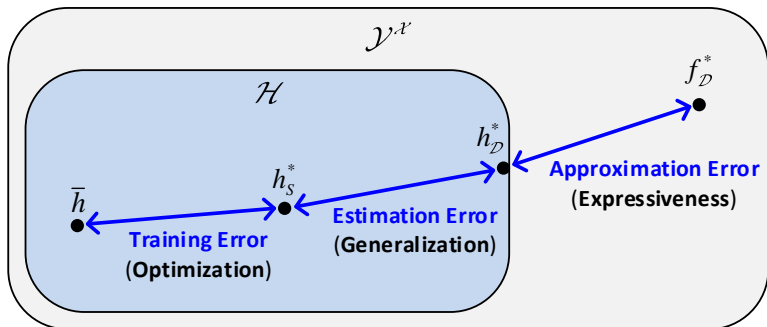 𝒴^𝒳
ℋ
f*_𝒟
h*_𝒟
h*_S
h̅
Approximation Error
(Expressiveness)
Estimation Error
(Generalization)
Training Error
(Optimization)